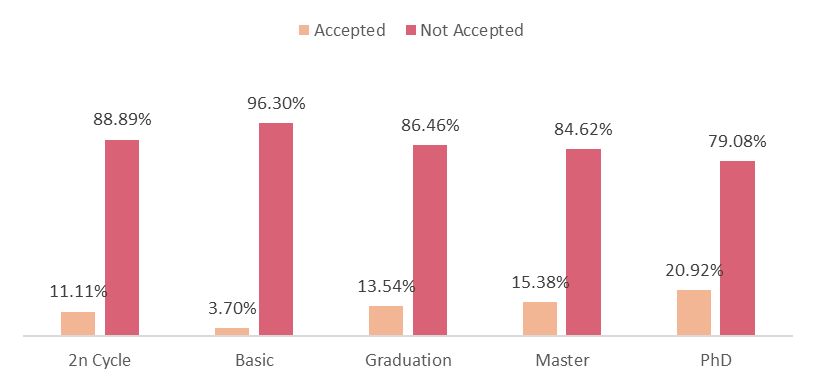 Accepted Not Accepted
88.89% 96.30% 86.46% 84.62% 79.08%
11.11% 3.70% 13.54% 15.38% 20.92%
2n Cycle Basic Graduation Master PhD